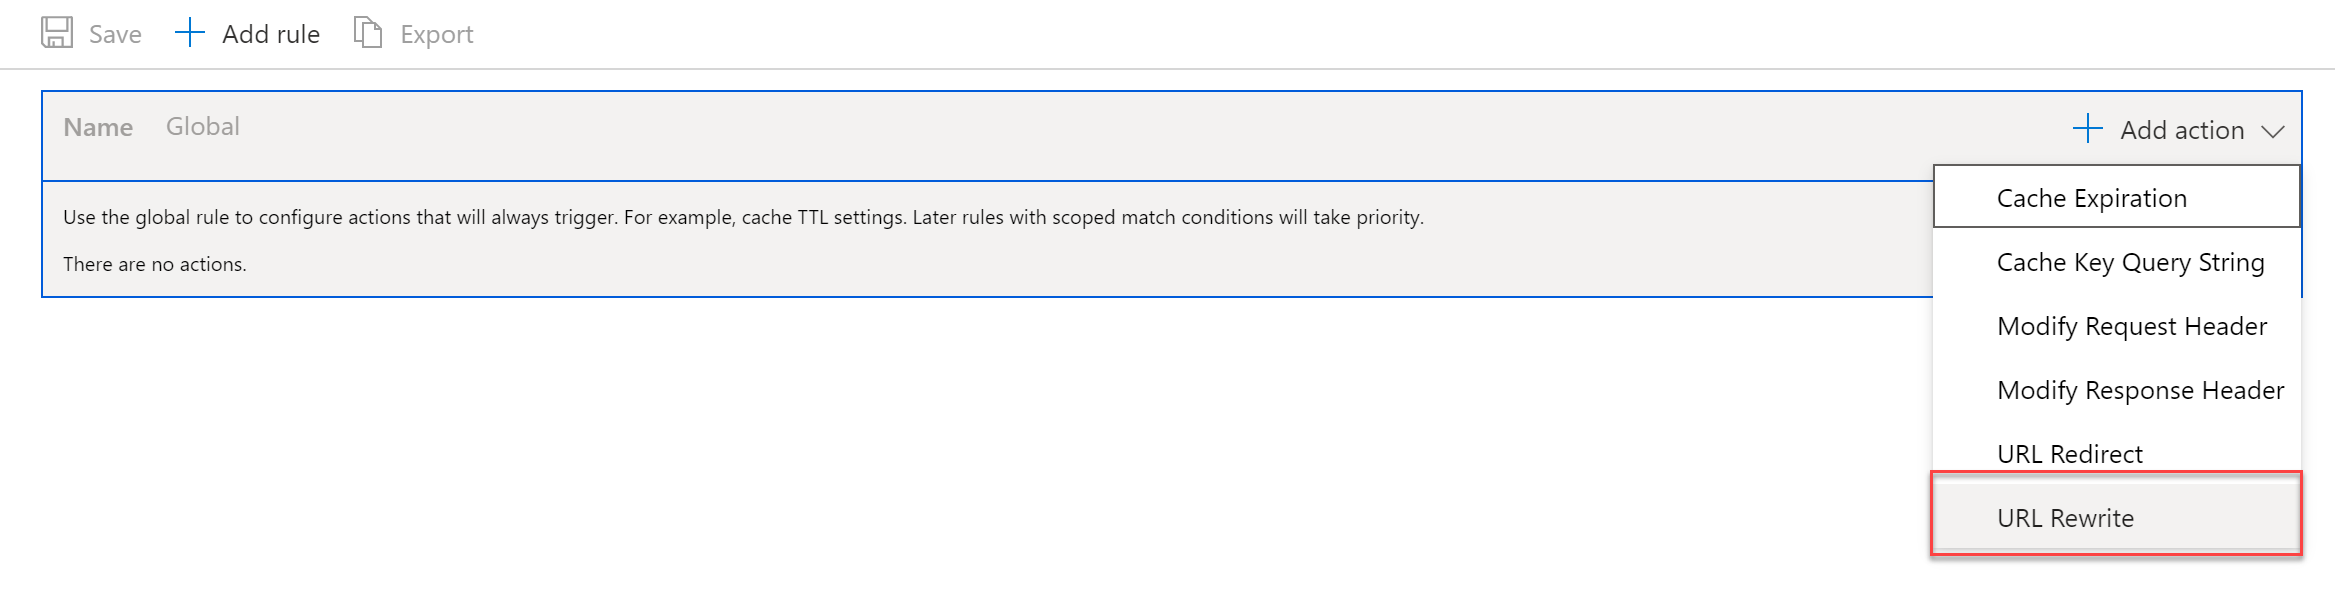 Save Add rule Export
Name Global Add action
Cache Expiration
Use the global rule to configure actions that will always trigger. For example, cache TTL settings. Later rules with scoped match conditions will take priority.
There are no actions.
Cache Key Query String
Modify Request Header
Modify Response Header
URL Redirect
URL Rewrite